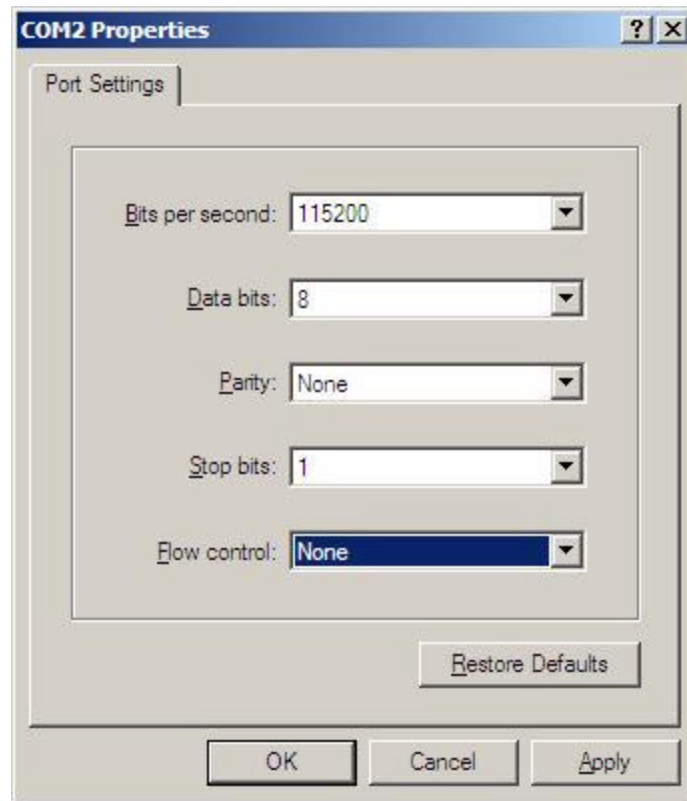 COM2 Properties
Port Settings
Bits per second: 115200
Data bits: 8
Parity: None
Stop bits: 1
Flow control: None
Restore Defaults
OK Cancel Apply